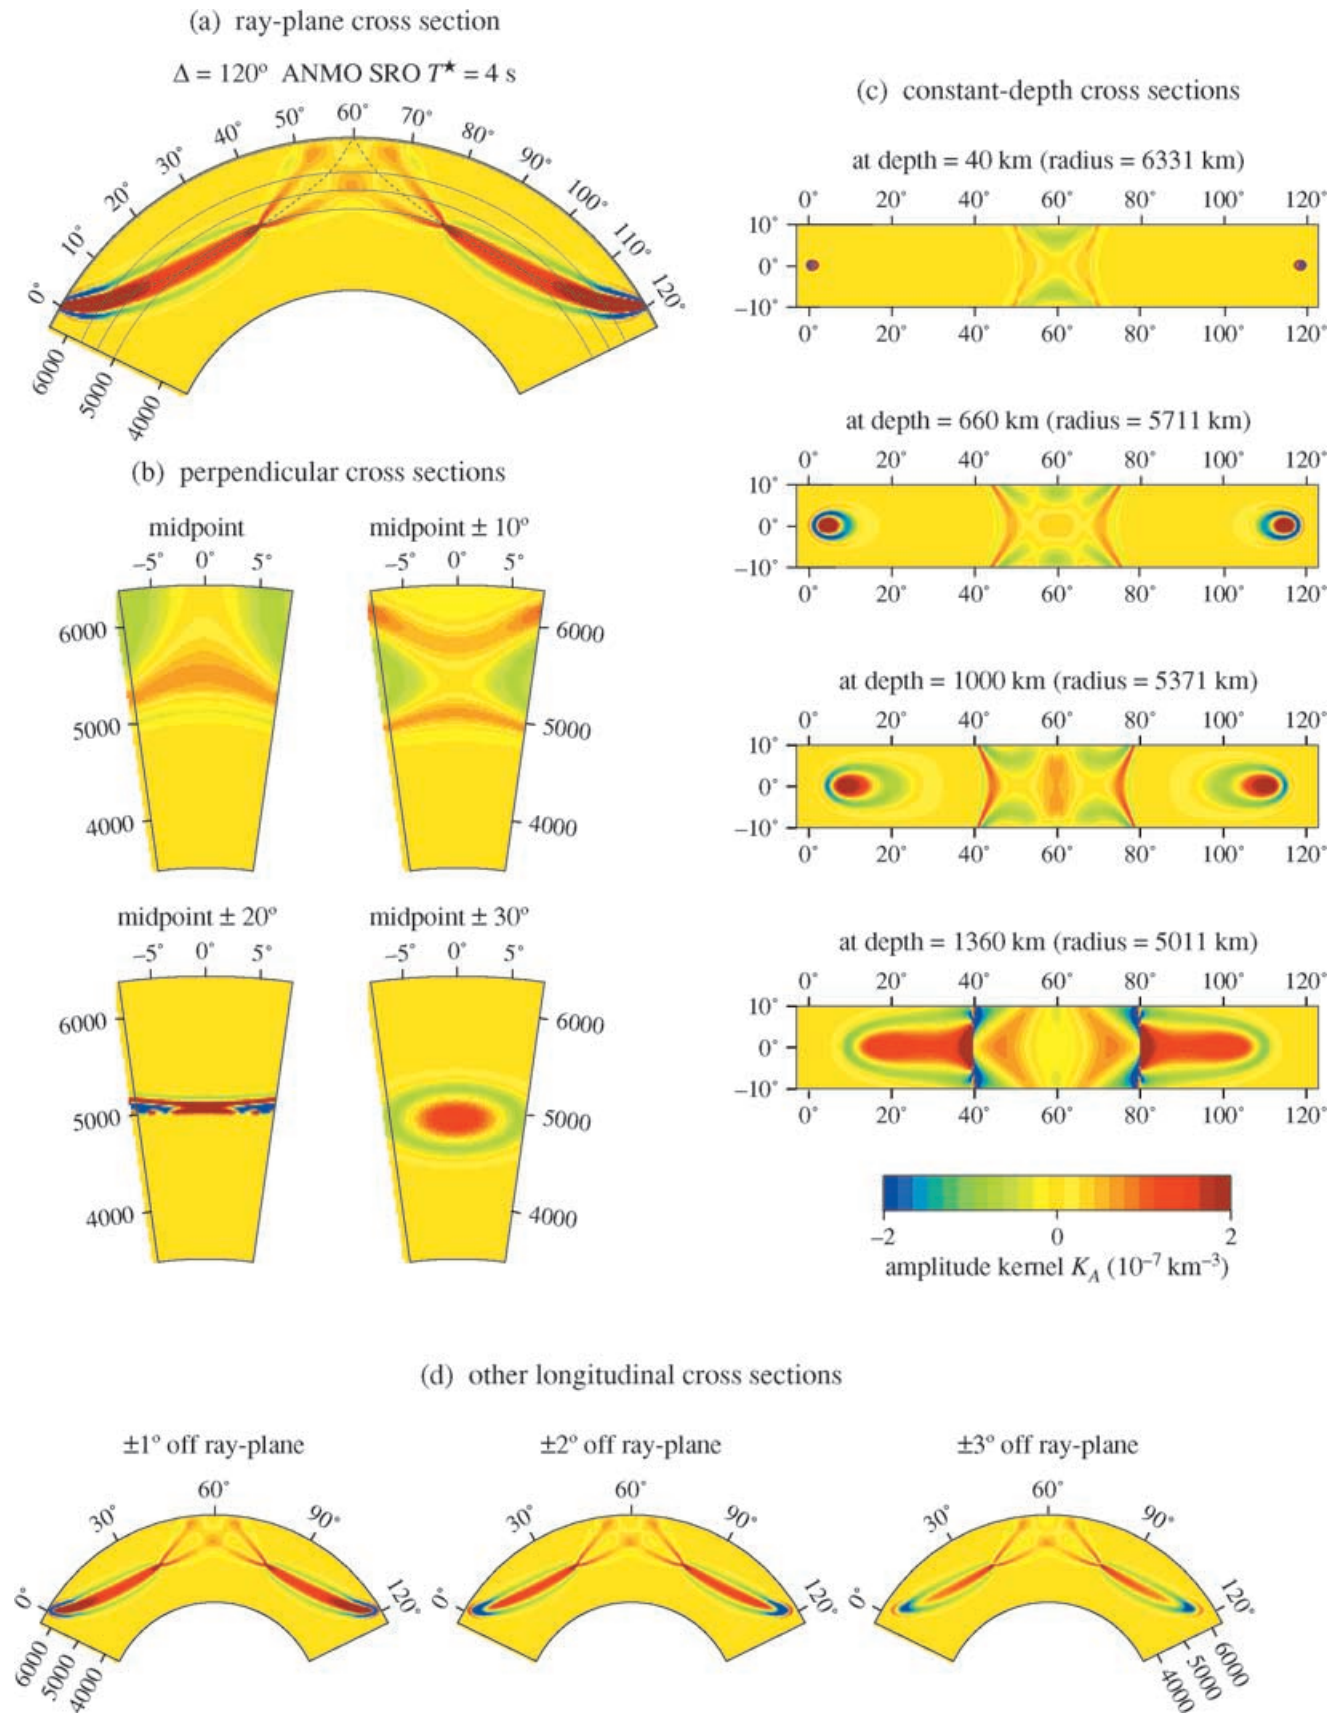 (a) ray-plane cross section
Δ = 120° ANMO SRO T★ = 4 s
0° 10° 20° 30° 40° 50° 60° 70° 80° 90° 100° 110° 120°
6000 5000 4000
(b) perpendicular cross sections
midpoint
−5° 0° 5°
6000
5000
4000
midpoint ± 10°
−5° 0° 5°
6000
5000
4000
midpoint ± 20°
−5° 0° 5°
6000
5000
4000
midpoint ± 30°
−5° 0° 5°
6000
5000
4000
(c) constant-depth cross sections
at depth = 40 km (radius = 6331 km)
0° 20° 40° 60° 80° 100° 120°
10°
0°
−10°
0° 20° 40° 60° 80° 100° 120°
at depth = 660 km (radius = 5711 km)
0° 20° 40° 60° 80° 100° 120°
10°
0°
−10°
0° 20° 40° 60° 80° 100° 120°
at depth = 1000 km (radius = 5371 km)
0° 20° 40° 60° 80° 100° 120°
10°
0°
−10°
0° 20° 40° 60° 80° 100° 120°
at depth = 1360 km (radius = 5011 km)
0° 20° 40° 60° 80° 100° 120°
10°
0°
−10°
0° 20° 40° 60° 80° 100° 120°
−2 0 2
amplitude kernel K_A (10⁻⁷ km⁻³)
(d) other longitudinal cross sections
±1° off ray-plane
0° 30° 60° 90° 120°
6000 5000 4000
±2° off ray-plane
0° 30° 60° 90° 120°
±3° off ray-plane
0° 30° 60° 90° 120°
4000 5000 6000